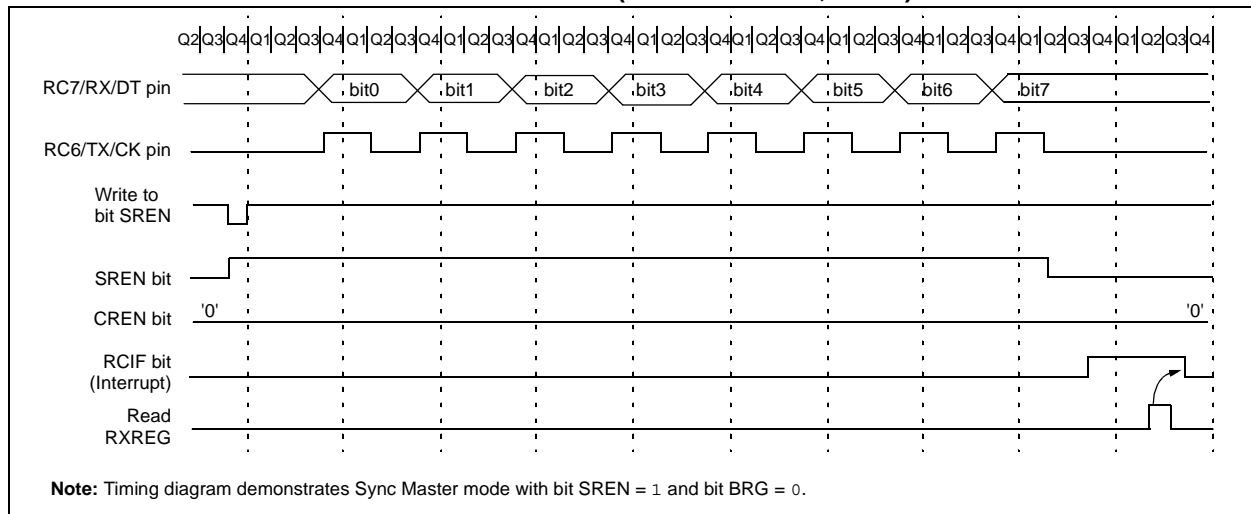 Q2 Q3 Q4 Q1 Q2 Q3 Q4 Q1 Q2 Q3 Q4 Q1 Q2 Q3 Q4 Q1 Q2 Q3 Q4 Q1 Q2 Q3 Q4 Q1 Q2 Q3 Q4 Q1 Q2 Q3 Q4 Q1 Q2 Q3 Q4 Q1 Q2 Q3 Q4 Q1 Q2 Q3 Q4
RC7/RX/DT pin bit0 bit1 bit2 bit3 bit4 bit5 bit6 bit7
RC6/TX/CK pin
Write to
bit SREN
SREN bit
CREN bit '0' '0'
RCIF bit
(Interrupt)
Read
RXREG
Note: Timing diagram demonstrates Sync Master mode with bit SREN = 1 and bit BRG = 0.